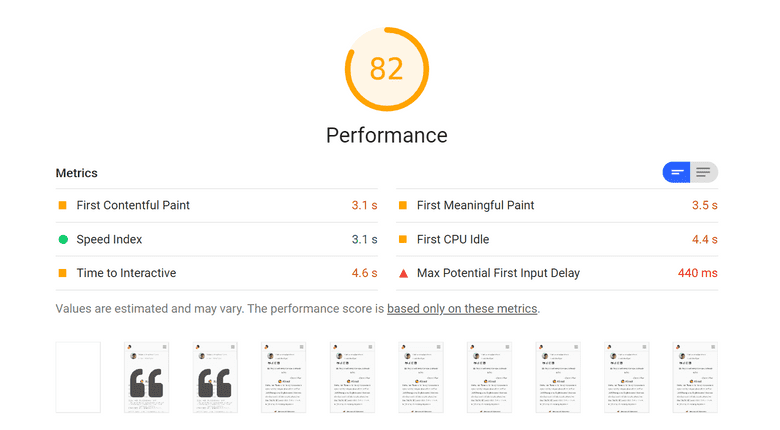 82
Performance
Metrics
First Contentful Paint 3.1 s
First Meaningful Paint 3.5 s
Speed Index 3.1 s
First CPU Idle 4.4 s
Time to Interactive 4.6 s
Max Potential First Input Delay 440 ms
Values are estimated and may vary. The performance score is based only on these metrics.